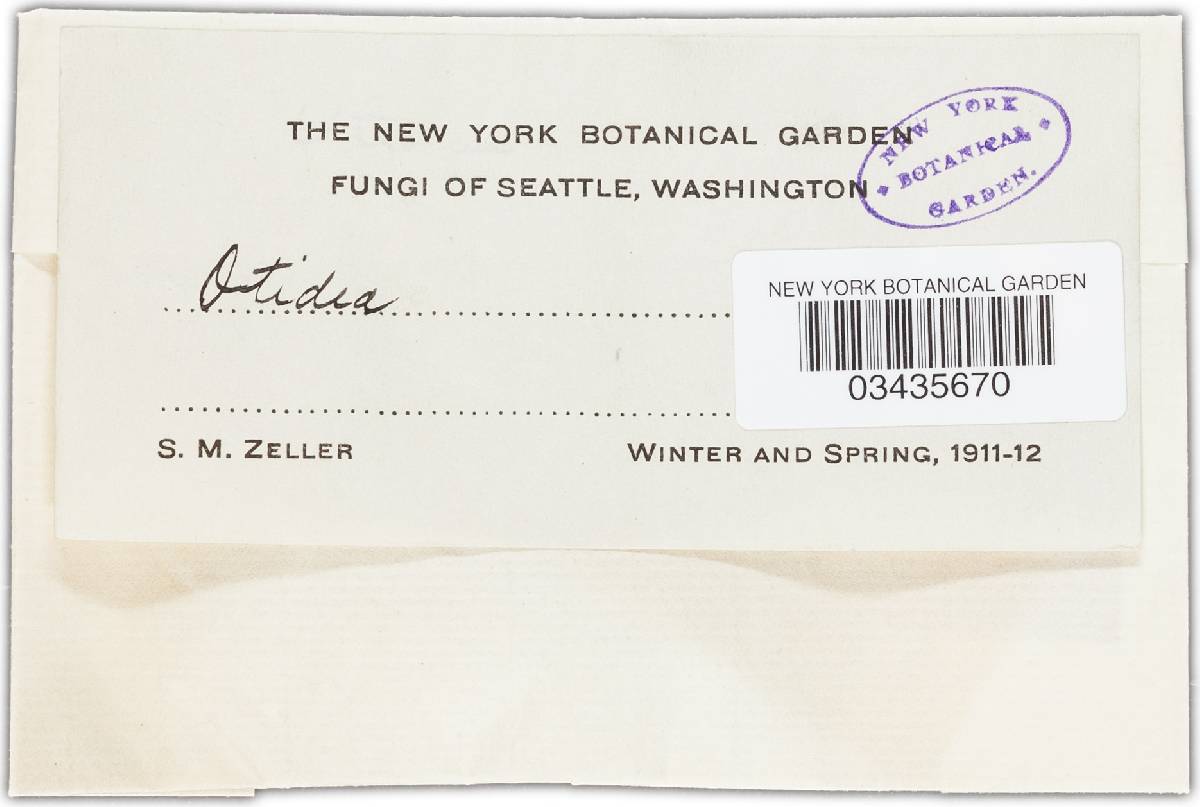 THE NEW YORK BOTANICAL GARDEN
FUNGI OF SEATTLE, WASHINGTON
NEW YORK
BOTANICAL
GARDEN.
Otidea
NEW YORK BOTANICAL GARDEN
03435670
S. M. ZELLER
WINTER AND SPRING, 1911-12